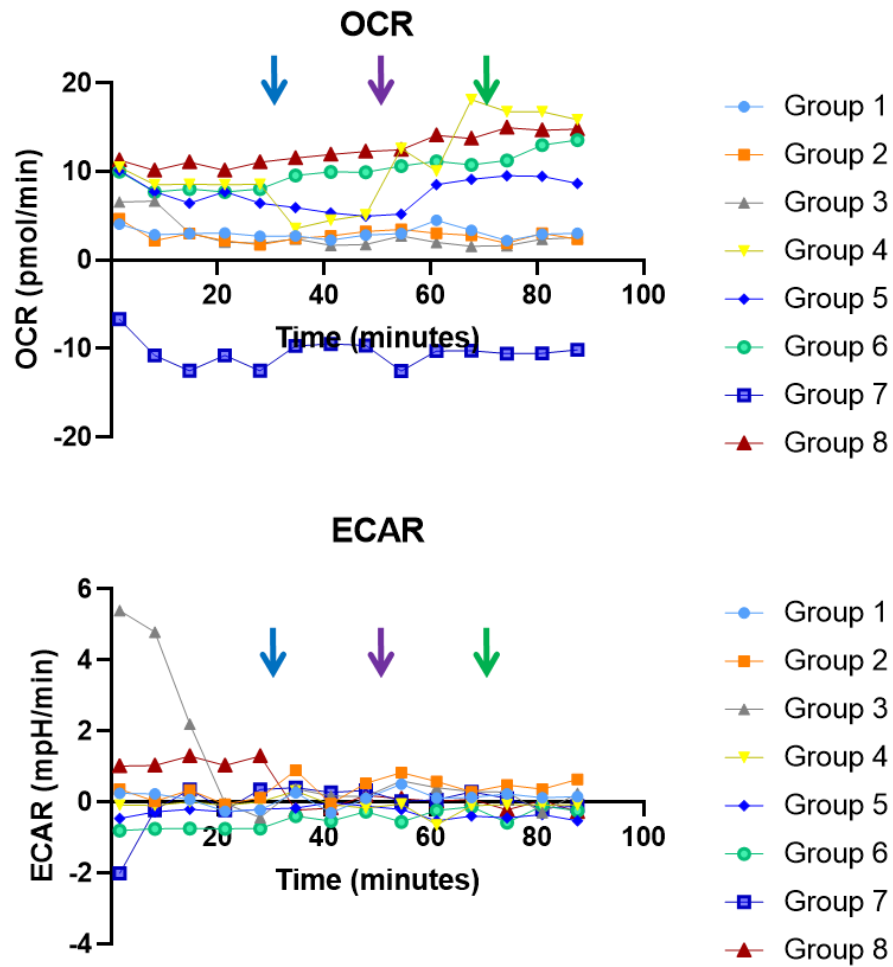 OCR
OCR (pmol/min)
20
10
0
-10
-20
20
40
60
80
100
Time (minutes)
Group 1
Group 2
Group 3
Group 4
Group 5
Group 6
Group 7
Group 8
ECAR
ECAR (mpH/min)
6
4
2
0
-2
-4
20
40
60
80
100
Time (minutes)
Group 1
Group 2
Group 3
Group 4
Group 5
Group 6
Group 7
Group 8